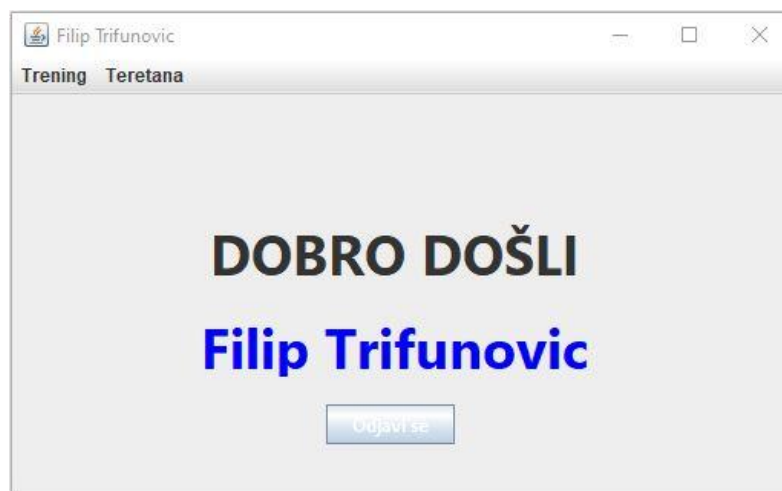 Filip Trifunovic
Trening Teretana
DOBRO DOŠLI
Filip Trifunovic
Odjavi se